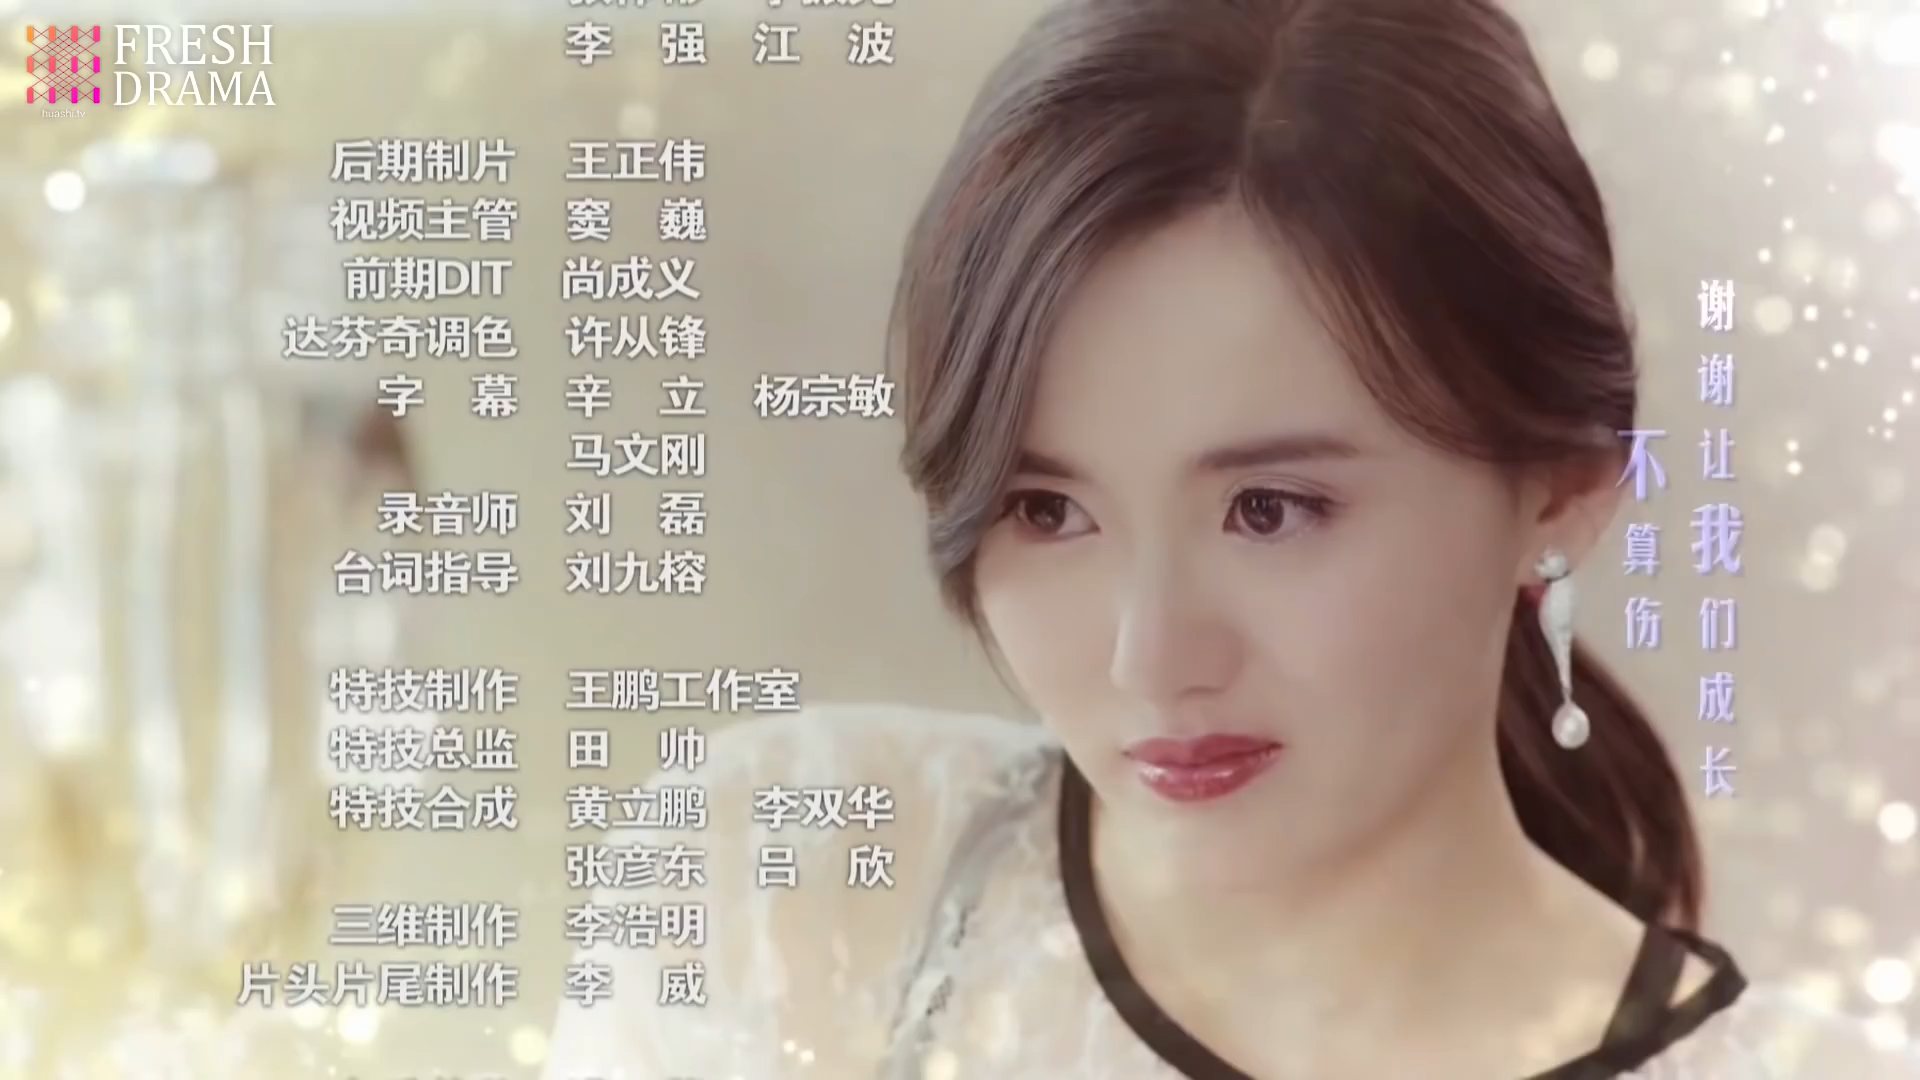 FRESH
DRAMA
huashi.tv
李 强 江 波
后期制片 王正伟
视频主管 窦 巍
前期DIT 尚成义
达芬奇调色 许从锋
字 幕 辛 立 杨宗敏
马文刚
录音师 刘 磊
台词指导 刘九榕
特技制作 王鹏工作室
特技总监 田 帅
特技合成 黄立鹏 李双华
张彦东 吕 欣
三维制作 李浩明
片头片尾制作 李 威
谢谢让我们成长
不算伤